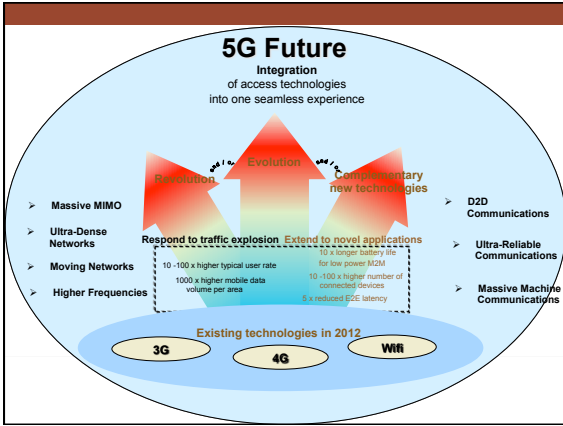 5G Future
Integration
of access technologies
into one seamless experience
Revolution
and/or
Evolution
and/or
Complementary
new technologies
➢ Massive MIMO
➢ Ultra-Dense
Networks
➢ Moving Networks
➢ Higher Frequencies
Respond to traffic explosion
10 -100 x higher typical user rate
1000 x higher mobile data
volume per area
Extend to novel applications
10 x longer battery life
for low power M2M
10 -100 x higher number of
connected devices
5 x reduced E2E latency
➢ D2D
Communications
➢ Ultra-Reliable
Communications
➢ Massive Machine
Communications
Existing technologies in 2012
3G
4G
Wifi